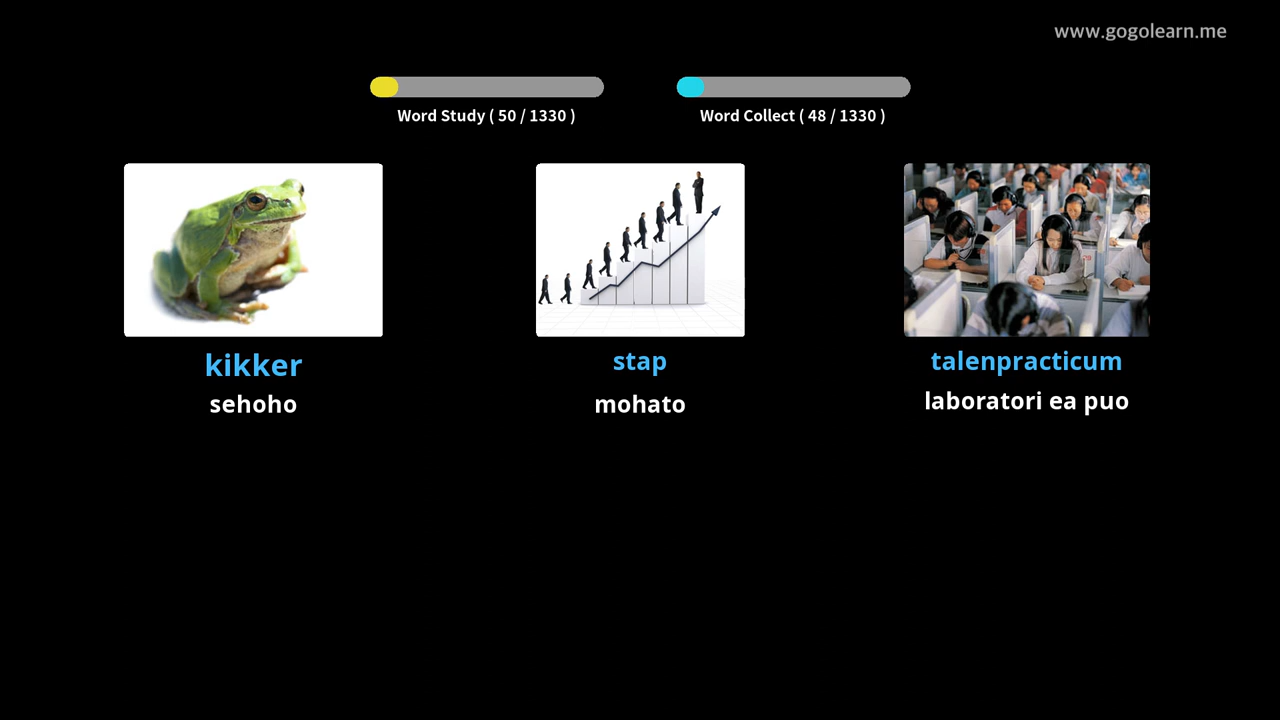 www.gogolearn.me
Word Study ( 50 / 1330 )
Word Collect ( 48 / 1330 )
kikker
sehoho
stap
mohato
talenpracticum
laboratori ea puo